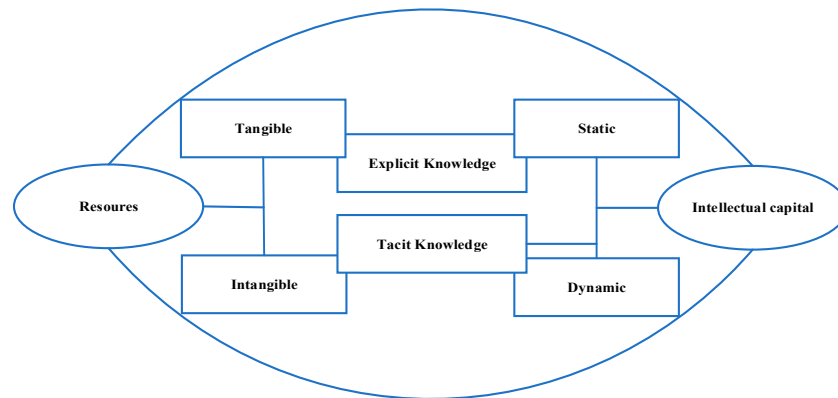 Tangible
Static
Explicit Knowledge
Resoures
Intellectual capital
Tacit Knowledge
Intangible
Dynamic